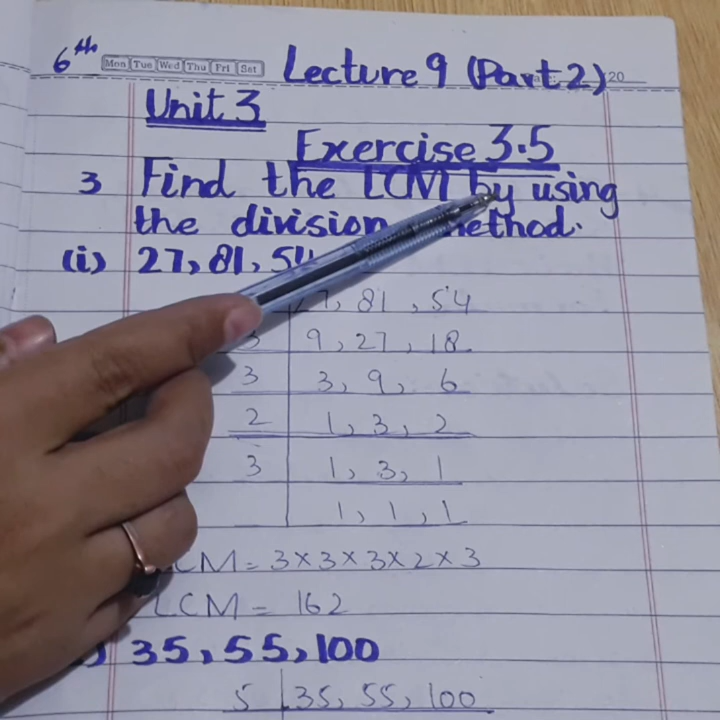 6th Mon Tue Wed Thu Fri Sat Lecture 9 (Part 2) 20
Unit 3
Exercise 3.5
3 Find the LCM by using
the division method.
(i) 27, 81, 54
27, 81, 54
3 9, 27, 18
3 3, 9, 6
2 1, 3, 2
3 1, 3, 1
1, 1, 1
LCM = 3×3×3×2×3
LCM = 162
35, 55, 100
5 35, 55, 100